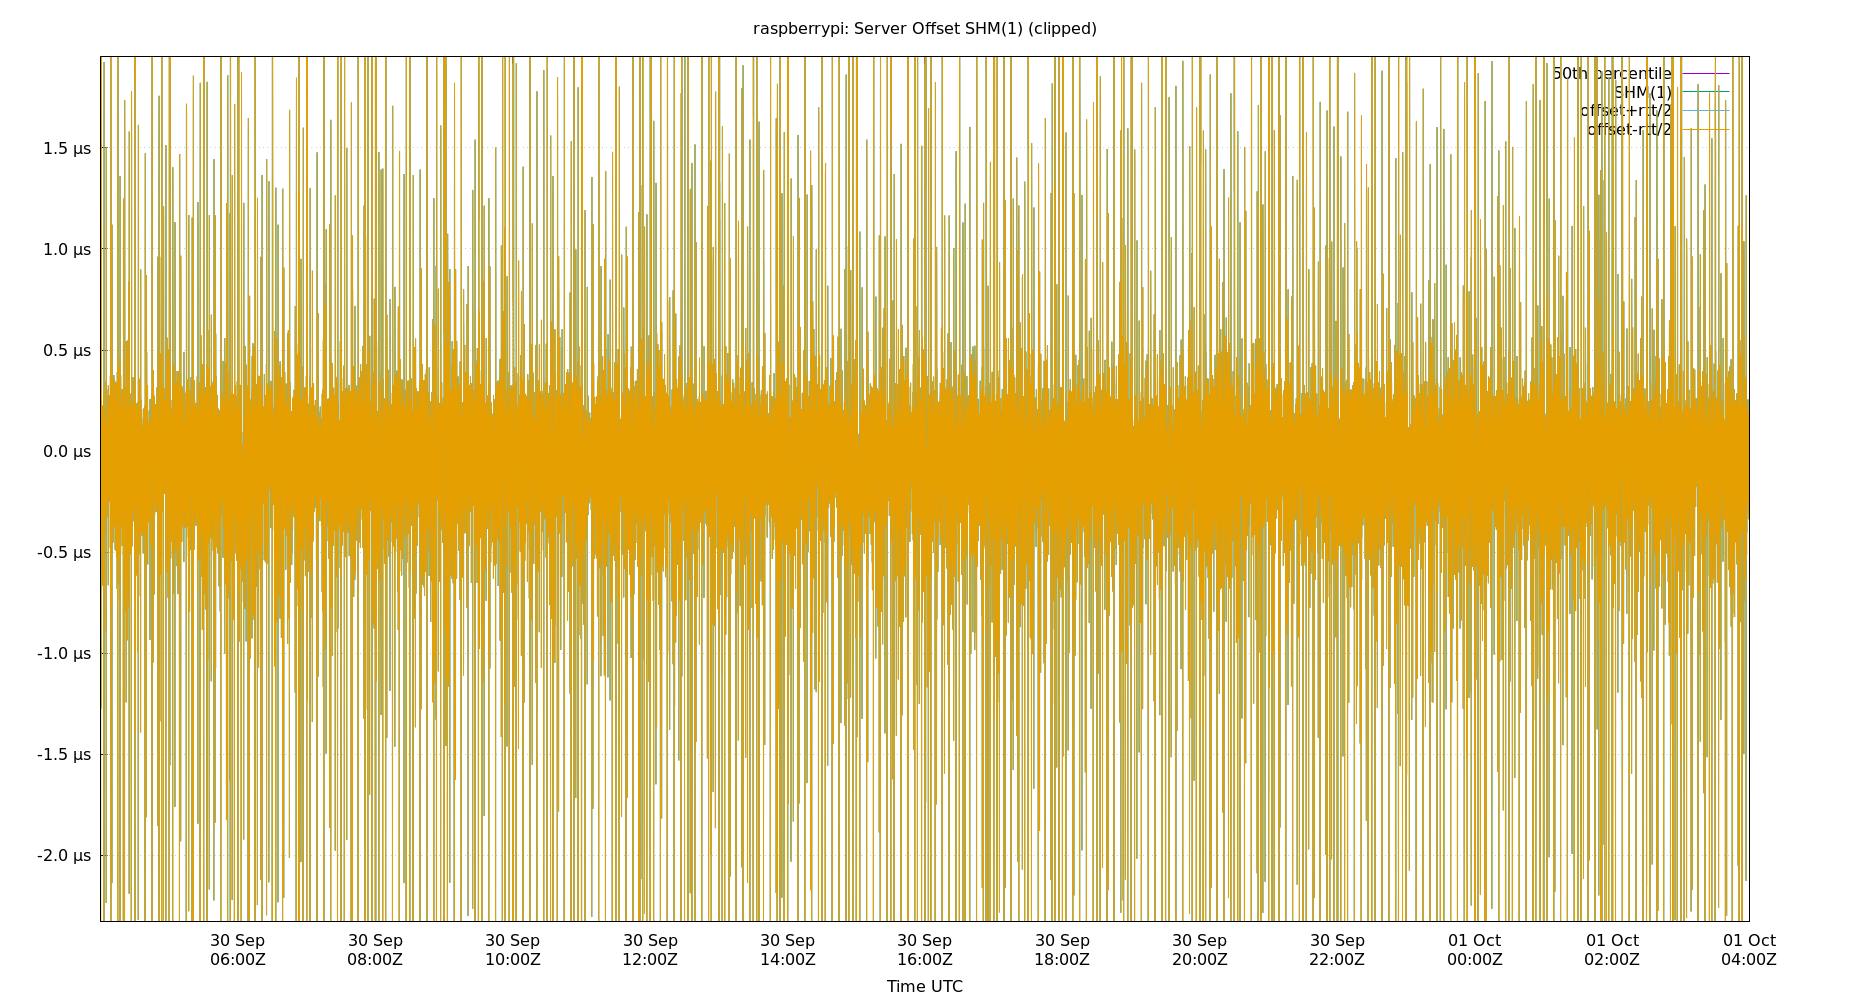 raspberrypi: Server Offset SHM(1) (clipped)
50th percentile
SHM(1)
offset+rtt/2
offset-rtt/2
1.5 µs
1.0 µs
0.5 µs
0.0 µs
-0.5 µs
-1.0 µs
-1.5 µs
-2.0 µs
30 Sep 30 Sep 30 Sep 30 Sep 30 Sep 30 Sep 30 Sep 30 Sep 30 Sep 01 Oct 01 Oct 01 Oct
06:00Z 08:00Z 10:00Z 12:00Z 14:00Z 16:00Z 18:00Z 20:00Z 22:00Z 00:00Z 02:00Z 04:00Z
Time UTC